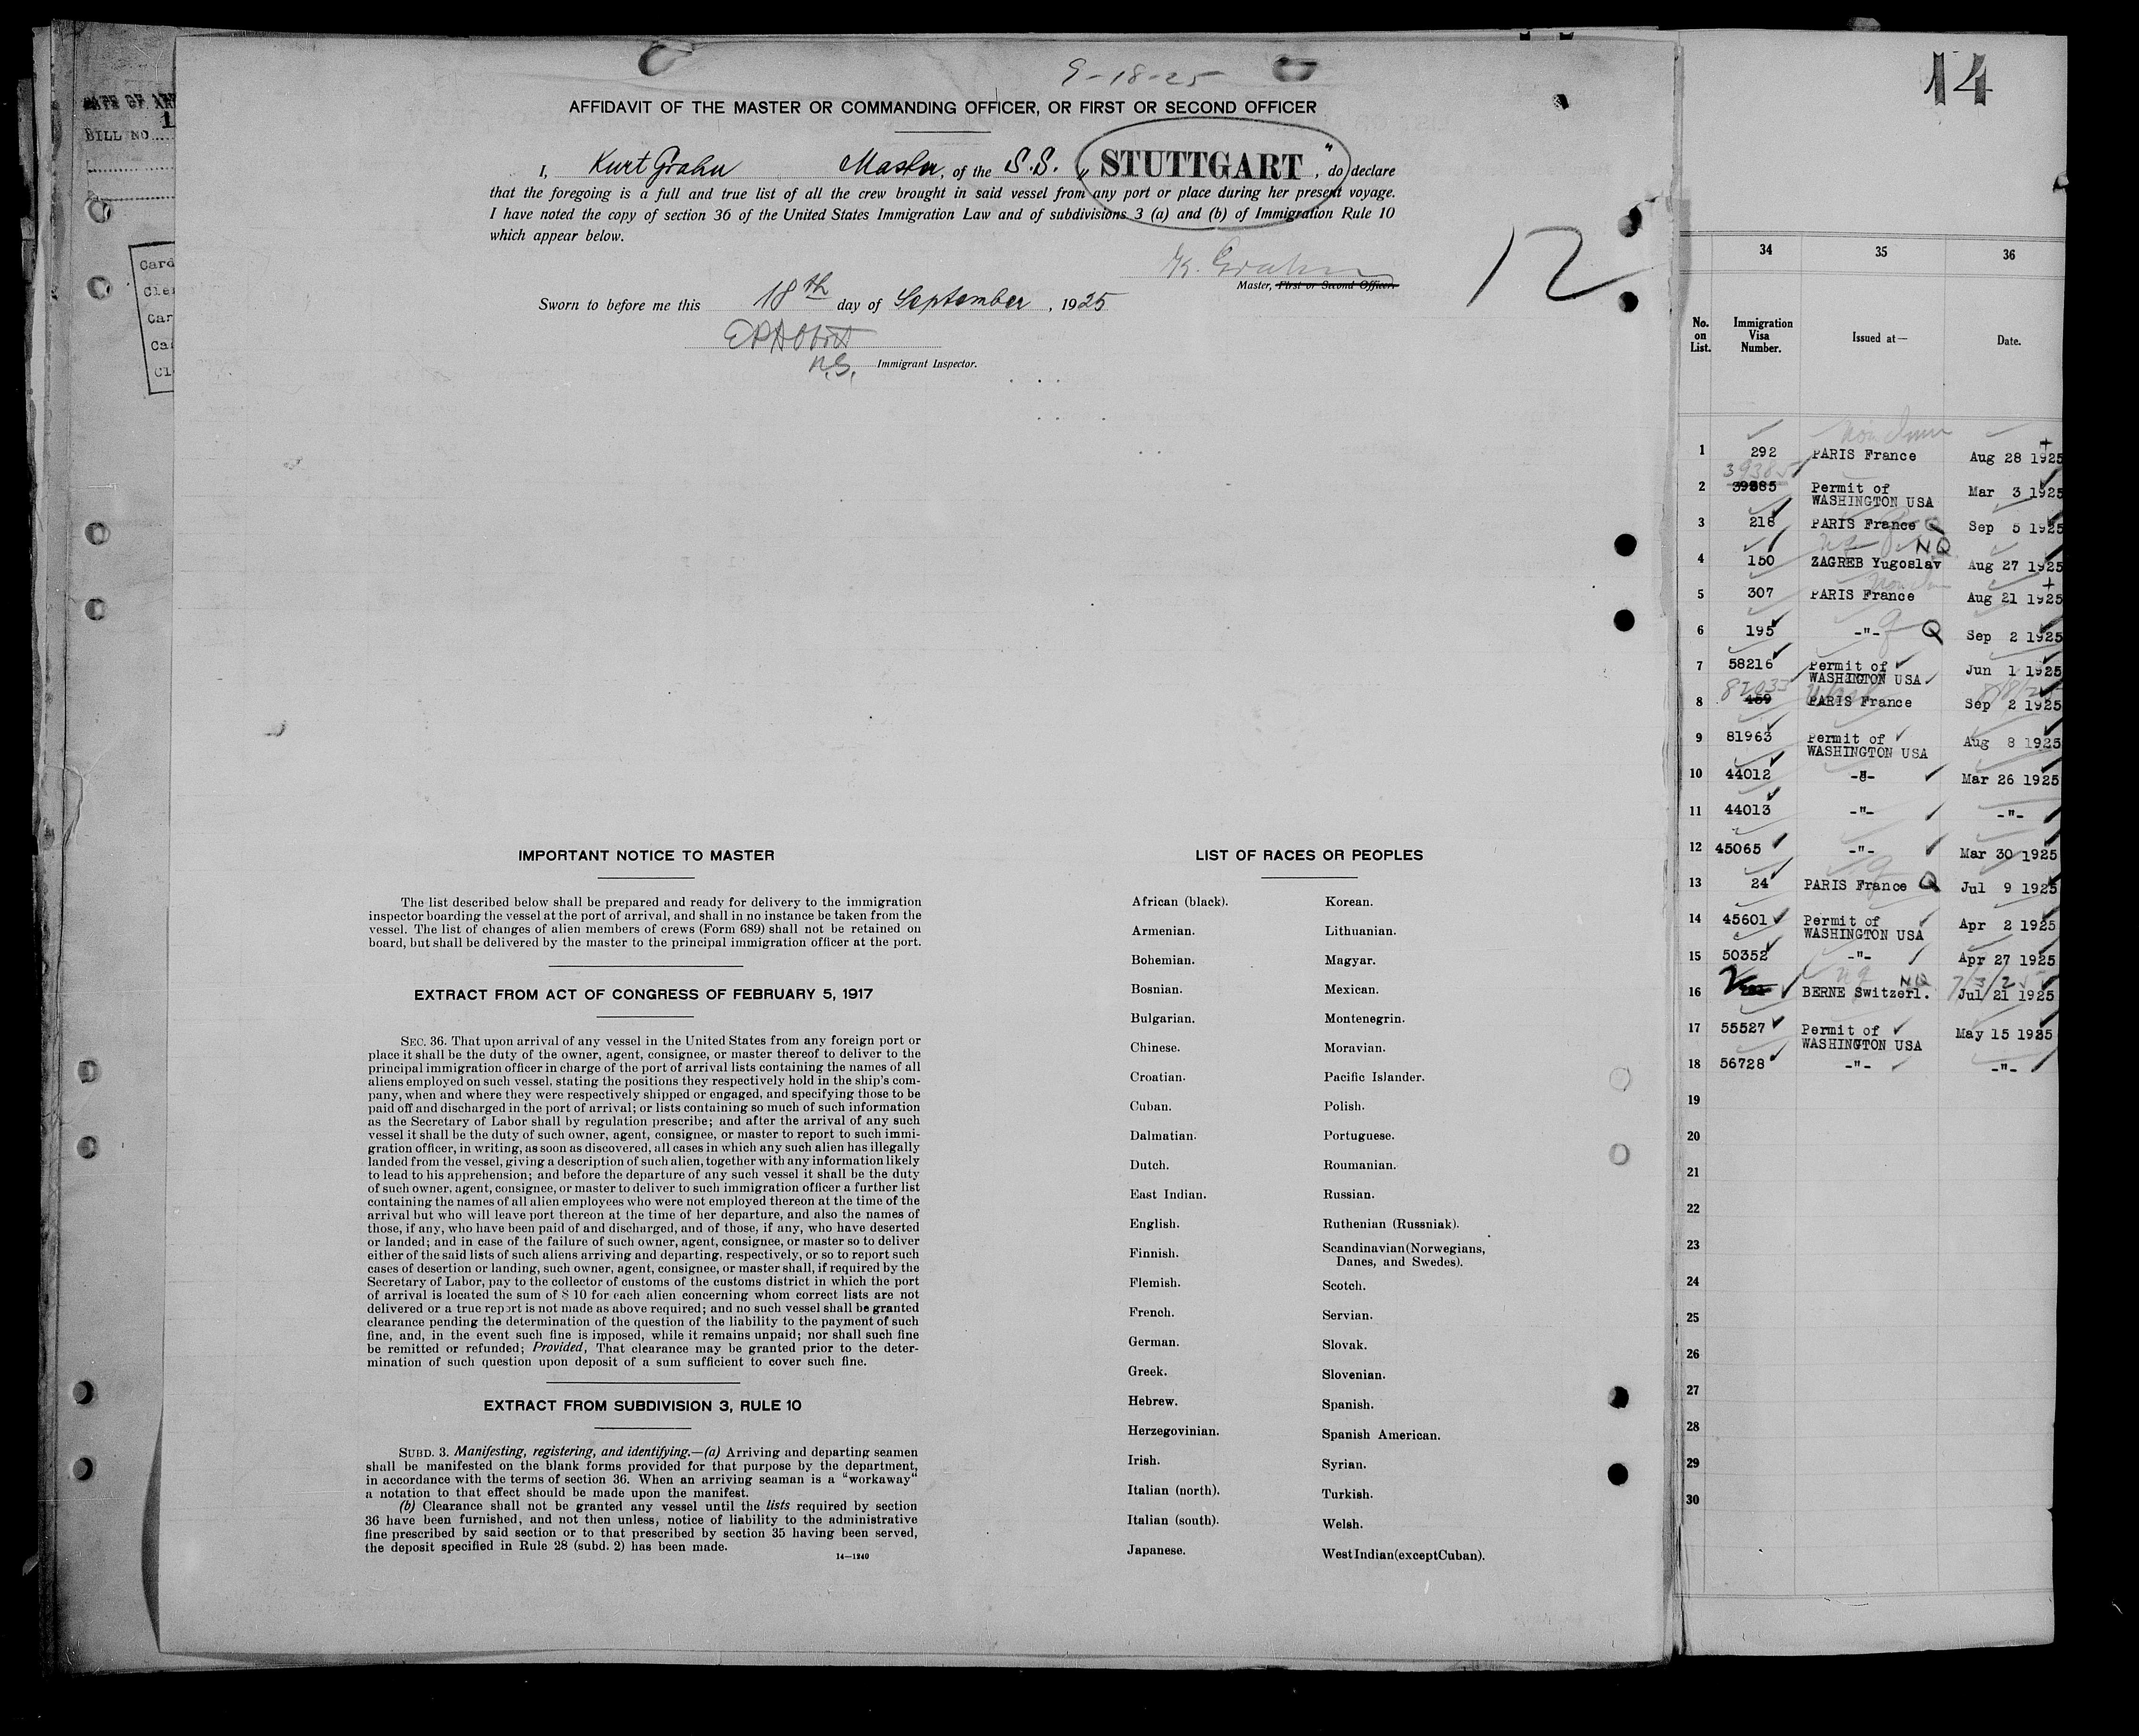 9-18-25
AFFIDAVIT OF THE MASTER OR COMMANDING OFFICER, OR FIRST OR SECOND OFFICER
I, Kurt Grahn Master, of the S.S. „STUTTGART", do declare
that the foregoing is a full and true list of all the crew brought in said vessel from any port or place during her present voyage.
I have noted the copy of section 36 of the United States Immigration Law and of subdivisions 3 (a) and (b) of Immigration Rule 10
which appear below.
K. Grahn
Master, First or Second Officer.
12
Sworn to before me this 18th day of September, 1925
Immigrant Inspector.
IMPORTANT NOTICE TO MASTER
The list described below shall be prepared and ready for delivery to the immigration
inspector boarding the vessel at the port of arrival, and shall in no instance be taken from the
vessel. The list of changes of alien members of crews (Form 689) shall not be retained on
board, but shall be delivered by the master to the principal immigration officer at the port.
EXTRACT FROM ACT OF CONGRESS OF FEBRUARY 5, 1917
SEC. 36. That upon arrival of any vessel in the United States from any foreign port or
place it shall be the duty of the owner, agent, consignee, or master thereof to deliver to the
principal immigration officer in charge of the port of arrival lists containing the names of all
aliens employed on such vessel, stating the positions they respectively hold in the ship's com-
pany, when and where they were respectively shipped or engaged, and specifying those to be
paid off and discharged in the port of arrival; or lists containing so much of such information
as the Secretary of Labor shall by regulation prescribe; and after the arrival of any such
vessel it shall be the duty of such owner, agent, consignee, or master to report to such immi-
gration officer, in writing, as soon as discovered, all cases in which any such alien has illegally
landed from the vessel, giving a description of such alien, together with any information likely
to lead to his apprehension; and before the departure of any such vessel it shall be the duty
of such owner, agent, consignee, or master to deliver to such immigration officer a further list
containing the names of all alien employees who were not employed thereon at the time of the
arrival but who will leave port thereon at the time of her departure, and also the names of
those, if any, who have been paid of and discharged, and of those, if any, who have deserted
or landed; and in case of the failure of such owner, agent, consignee, or master so to deliver
either of the said lists of such aliens arriving and departing, respectively, or so to report such
cases of desertion or landing, such owner, agent, consignee, or master shall, if required by the
Secretary of Labor, pay to the collector of customs of the customs district in which the port
of arrival is located the sum of $ 10 for each alien concerning whom correct lists are not
delivered or a true report is not made as above required; and no such vessel shall be granted
clearance pending the determination of the question of the liability to the payment of such
fine, and, in the event such fine is imposed, while it remains unpaid; nor shall such fine
be remitted or refunded; Provided, That clearance may be granted prior to the deter-
mination of such question upon deposit of a sum sufficient to cover such fine.
EXTRACT FROM SUBDIVISION 3, RULE 10
SUBD. 3. Manifesting, registering, and identifying.—(a) Arriving and departing seamen
shall be manifested on the blank forms provided for that purpose by the department,
in accordance with the terms of section 36. When an arriving seaman is a “workaway“
a notation to that effect should be made upon the manifest.
(b) Clearance shall not be granted any vessel until the lists required by section
36 have been furnished, and not then unless, notice of liability to the administrative
fine prescribed by said section or to that prescribed by section 35 having been served,
the deposit specified in Rule 28 (subd. 2) has been made.
14—1240
LIST OF RACES OR PEOPLES
African (black).
Armenian.
Bohemian.
Bosnian.
Bulgarian.
Chinese.
Croatian.
Cuban.
Dalmatian.
Dutch.
East Indian.
English.
Finnish.
Flemish.
French.
German.
Greek.
Hebrew.
Herzegovinian.
Irish.
Italian (north).
Italian (south).
Japanese.
Korean.
Lithuanian.
Magyar.
Mexican.
Montenegrin.
Moravian.
Pacific Islander.
Polish.
Portuguese.
Roumanian.
Russian.
Ruthenian (Russniak).
Scandinavian (Norwegians,
Danes, and Swedes).
Scotch.
Servian.
Slovak.
Slovenian.
Spanish.
Spanish American.
Syrian.
Turkish.
Welsh.
West Indian (except Cuban).
BILL NO
Card
Cle
Car
Ca
Cl
14
34 35 36
No. on List. Immigration Visa Number. Issued at— Date.
1 292 PARIS France Aug 28 1925
39385
2 39885 Permit of WASHINGTON USA Mar 3 1925
3 218 PARIS France Q Sep 5 1925
NQ
4 150 ZAGREB Yugoslav Aug 27 1925
5 307 PARIS France Aug 21 1925
6 195 -"- Q Sep 2 1925
7 58216 Permit of WASHINGTON USA Jun 1 1925
82033 Wash 8/8/25
8 459 PARIS France Sep 2 1925
9 81963 Permit of WASHINGTON USA Aug 8 1925
10 44012 -"- Mar 26 1925
11 44013 -"- -"-
12 45065 -"- Mar 30 1925
13 24 PARIS France Q Jul 9 1925
14 45601 Permit of WASHINGTON USA Apr 2 1925
15 50352 -"- Apr 27 1925
NQ 7/3/25
16 BERNE Switzerl. Jul 21 1925
17 55527 Permit of WASHINGTON USA May 15 1925
18 56728 -"- -"-
19
20
21
22
23
24
25
26
27
28
29
30